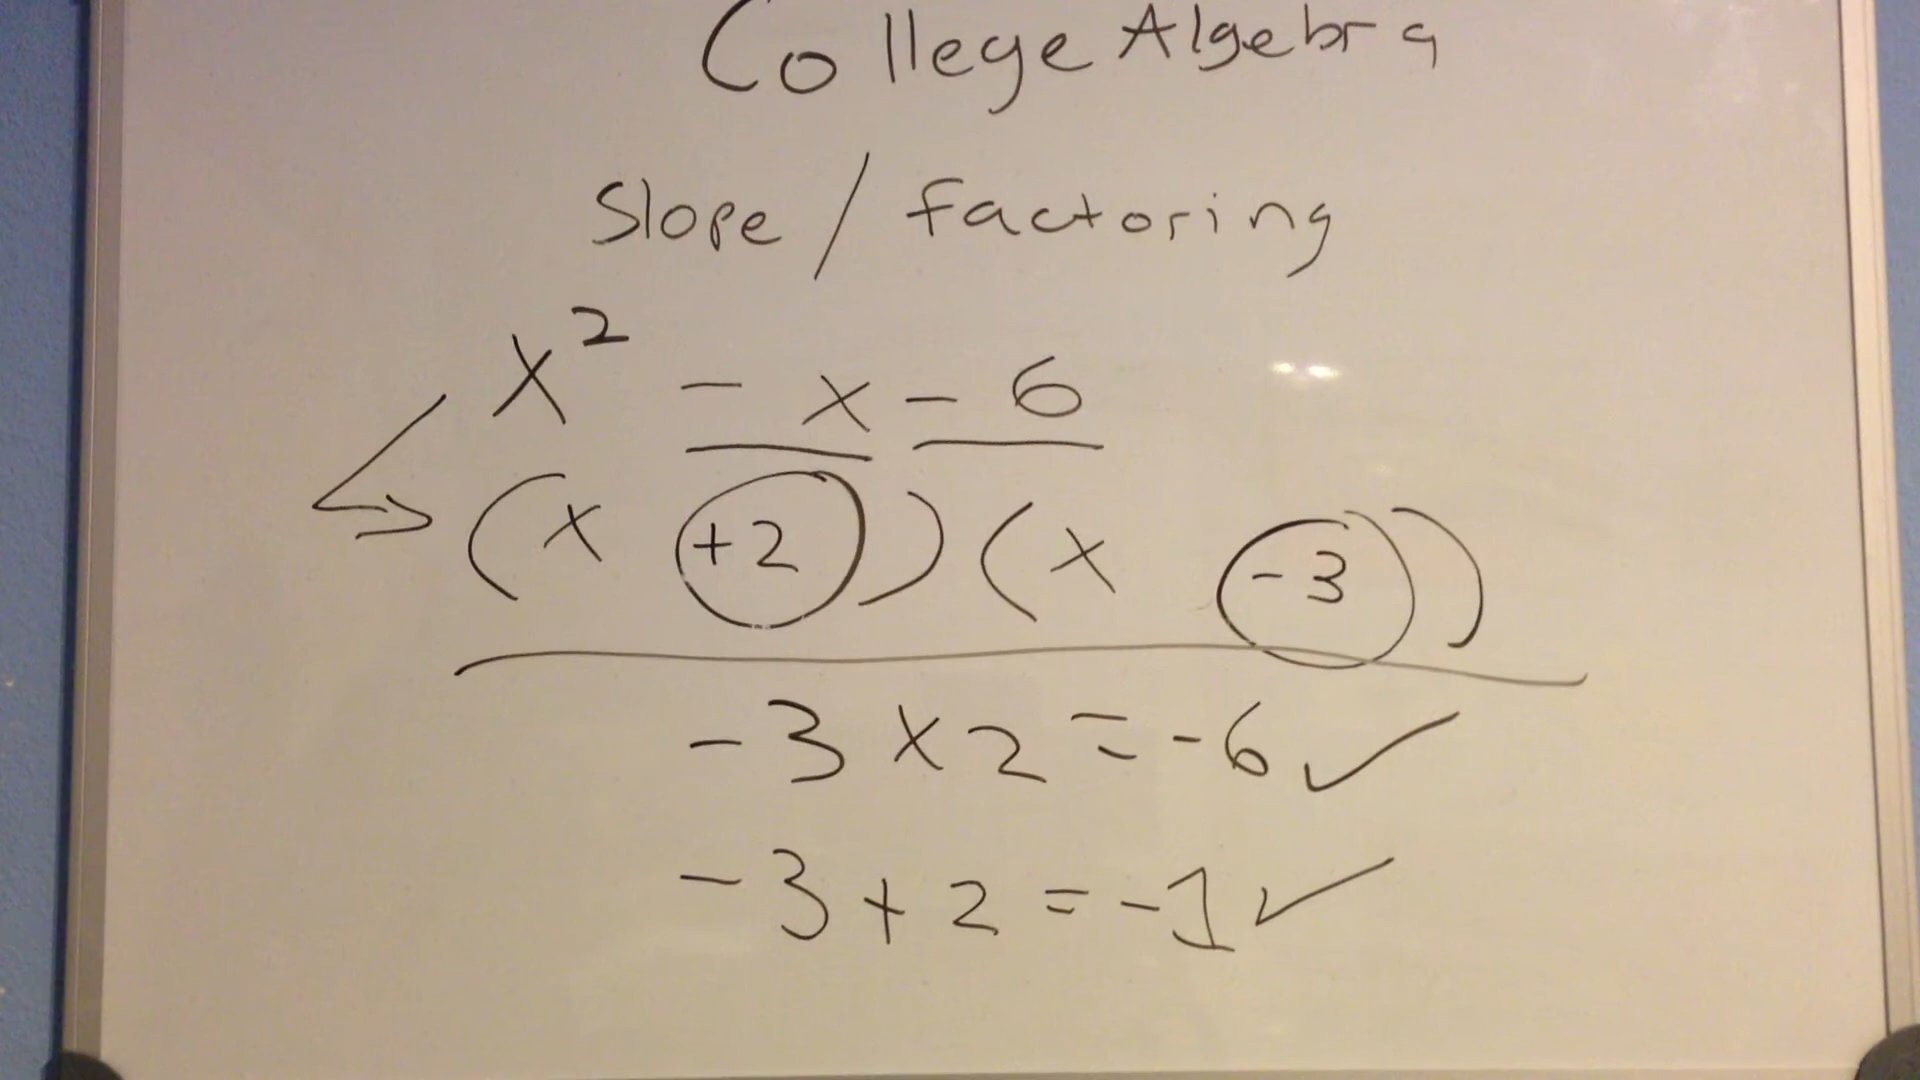 College Algebra
Slope / factoring
x² - x - 6
(x +2) (x -3)
-3 x 2 = -6 ✓
-3 + 2 = -1 ✓